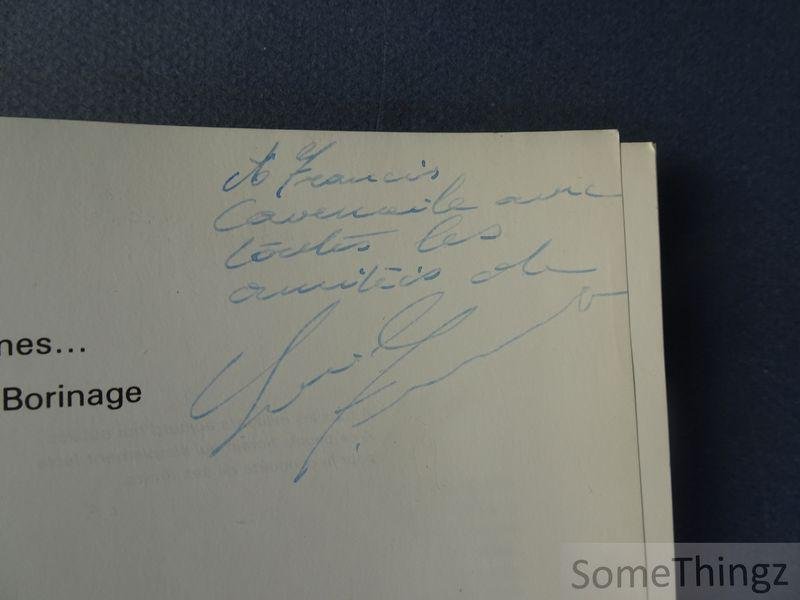 A Francis
Cavenaile avec
toutes les
amitiés de
nes...
Borinage
SomeThingz